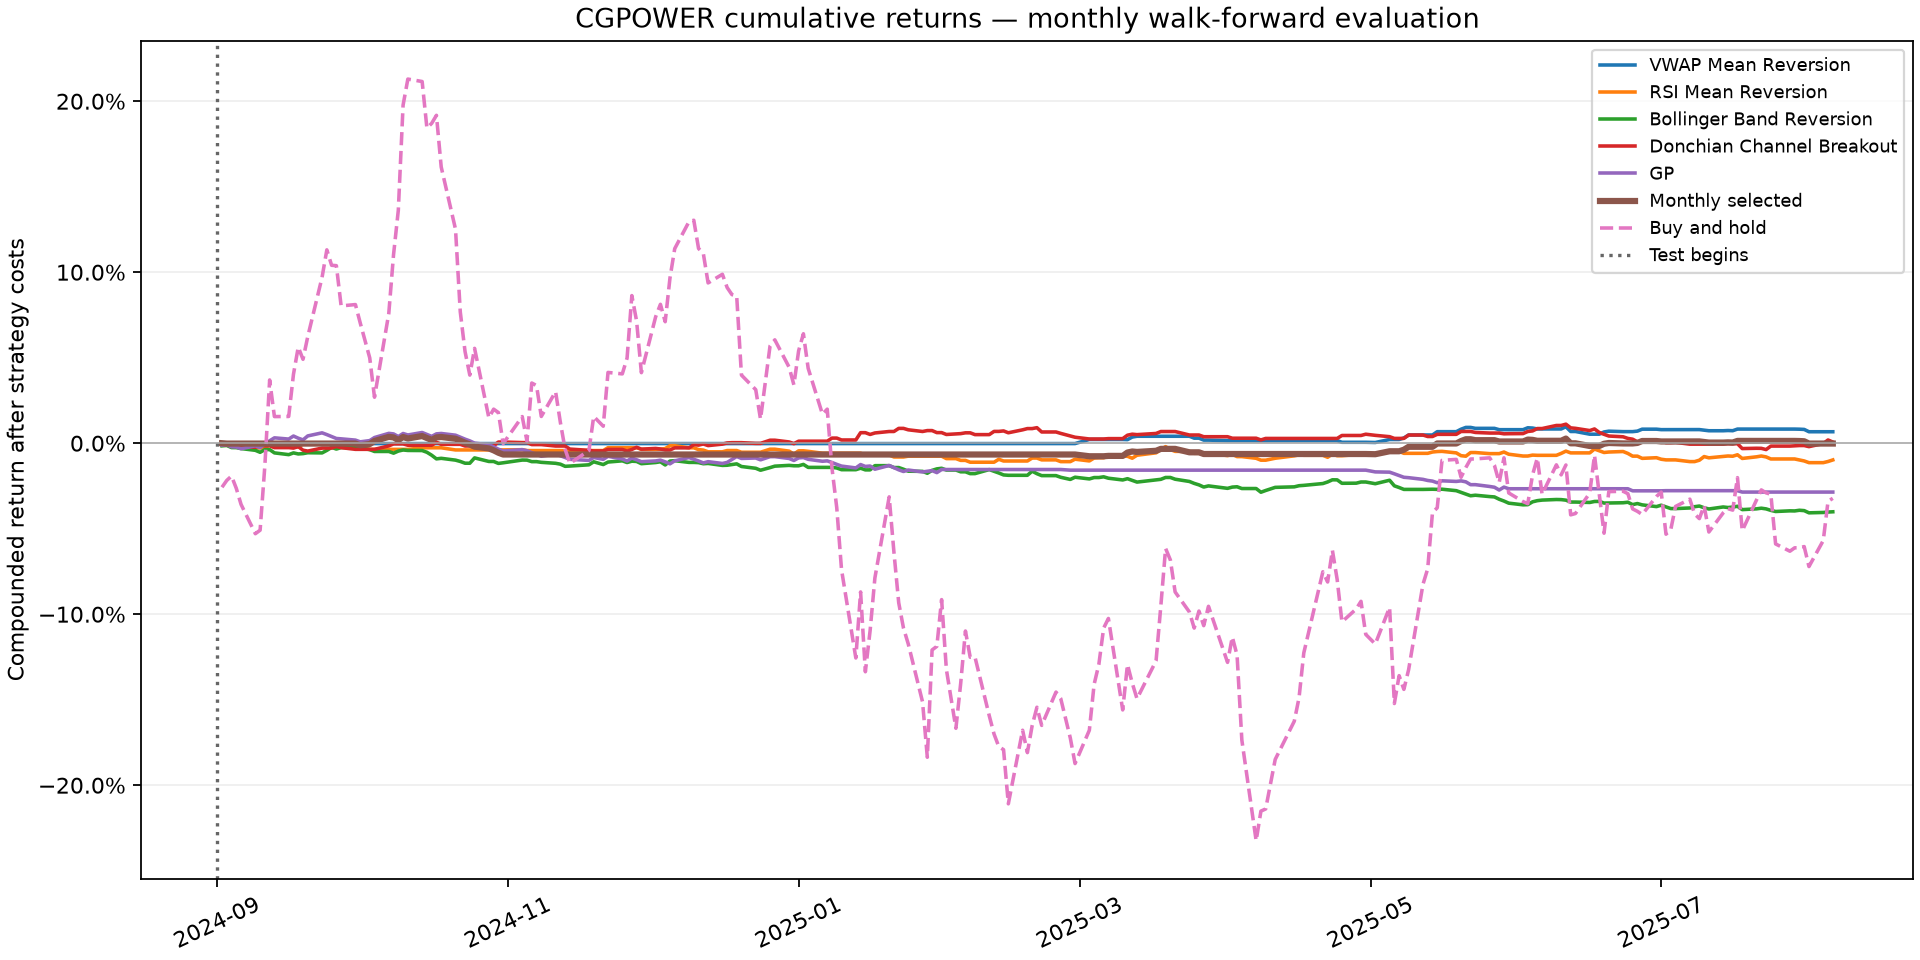 CGPOWER cumulative returns — monthly walk-forward evaluation
Compounded return after strategy costs
20.0%
10.0%
0.0%
−10.0%
−20.0%
VWAP Mean Reversion
RSI Mean Reversion
Bollinger Band Reversion
Donchian Channel Breakout
GP
Monthly selected
Buy and hold
Test begins
2024-09
2024-11
2025-01
2025-03
2025-05
2025-07